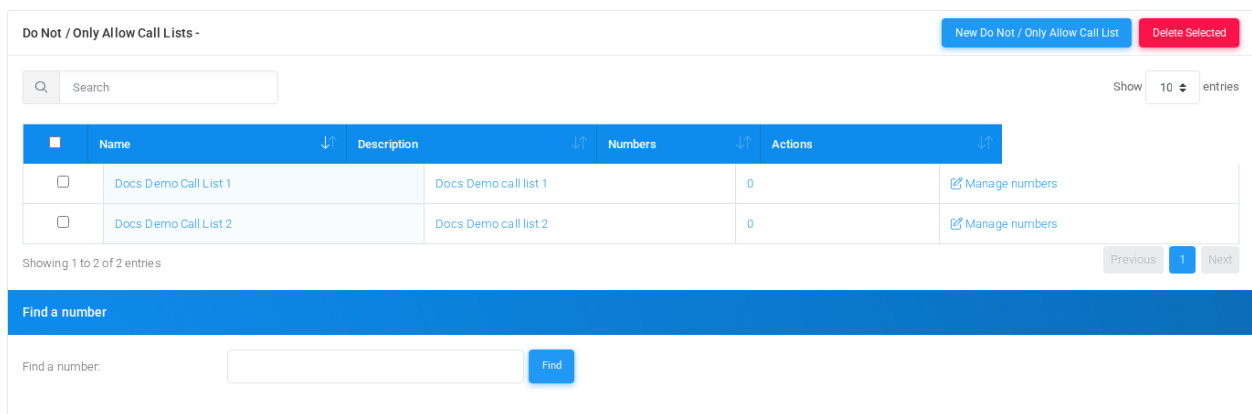 Do Not / Only Allow Call Lists -
New Do Not / Only Allow Call List
Delete Selected
Search
Show 10 entries
Name Description Numbers Actions
Docs Demo Call List 1 Docs Demo call list 1 0 Manage numbers
Docs Demo Call List 2 Docs Demo call list 2 0 Manage numbers
Showing 1 to 2 of 2 entries
Previous 1 Next
Find a number
Find a number: Find